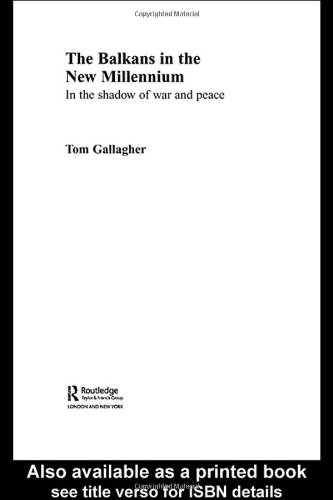 Copyrighted Material
The Balkans in the
New Millennium
In the shadow of war and peace
Tom Gallagher
R Routledge
Taylor & Francis Group
LONDON AND NEW YORK
Copyrighted Material
Also available as a printed book
see title verso for ISBN details